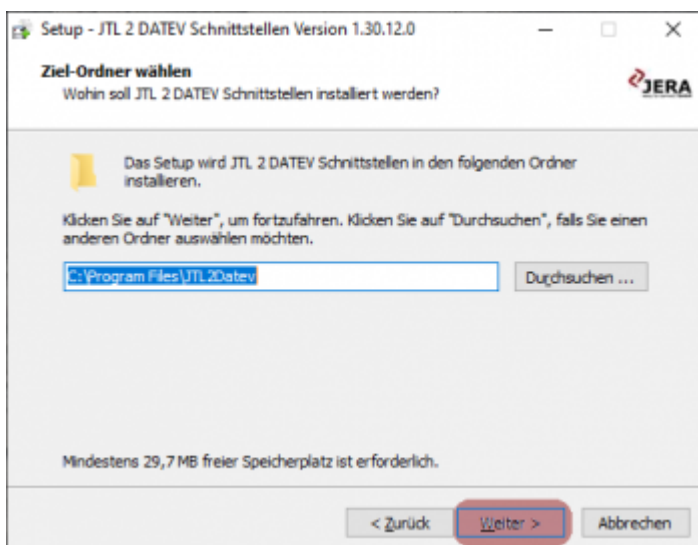 Setup - JTL 2 DATEV Schnittstellen Version 1.30.12.0
Ziel-Ordner wählen
Wohin soll JTL 2 DATEV Schnittstellen installiert werden?
JERA
Das Setup wird JTL 2 DATEV Schnittstellen in den folgenden Ordner
installieren.
Klicken Sie auf "Weiter", um fortzufahren. Klicken Sie auf "Durchsuchen", falls Sie einen
anderen Ordner auswählen möchten.
C:\Program Files\JTL2Datev
Durchsuchen ...
Mindestens 29,7 MB freier Speicherplatz ist erforderlich.
< Zurück
Weiter >
Abbrechen